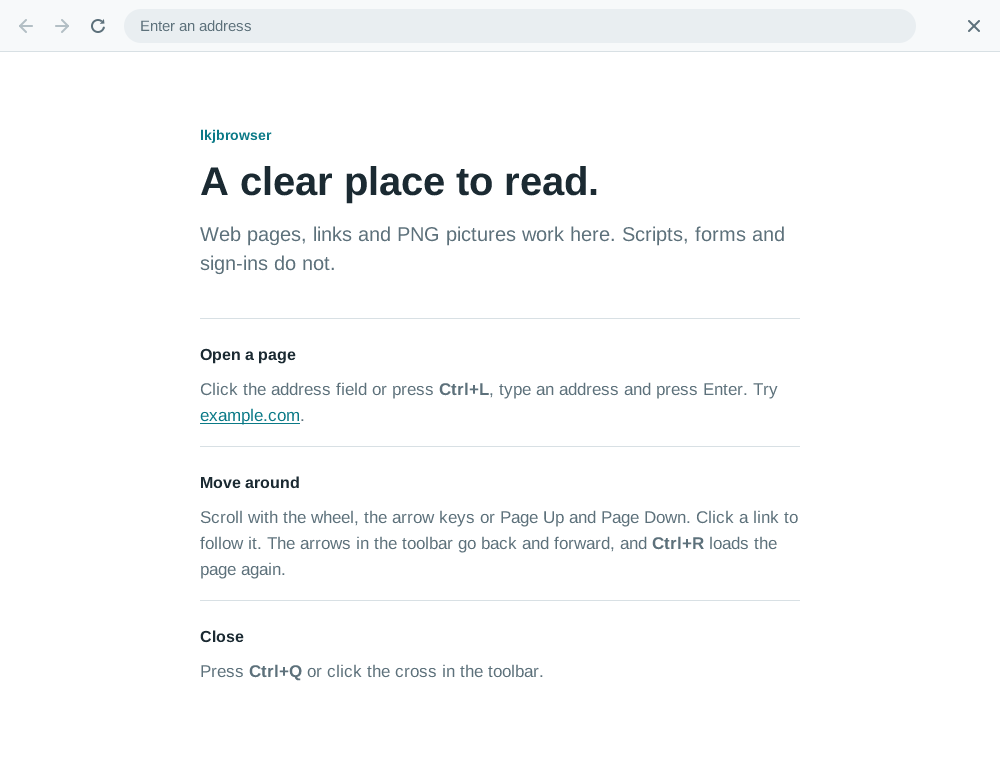 Enter an address
lkjbrowser
A clear place to read.
Web pages, links and PNG pictures work here. Scripts, forms and
sign-ins do not.
Open a page
Click the address field or press Ctrl+L, type an address and press Enter. Try
example.com.
Move around
Scroll with the wheel, the arrow keys or Page Up and Page Down. Click a link to
follow it. The arrows in the toolbar go back and forward, and Ctrl+R loads the
page again.
Close
Press Ctrl+Q or click the cross in the toolbar.